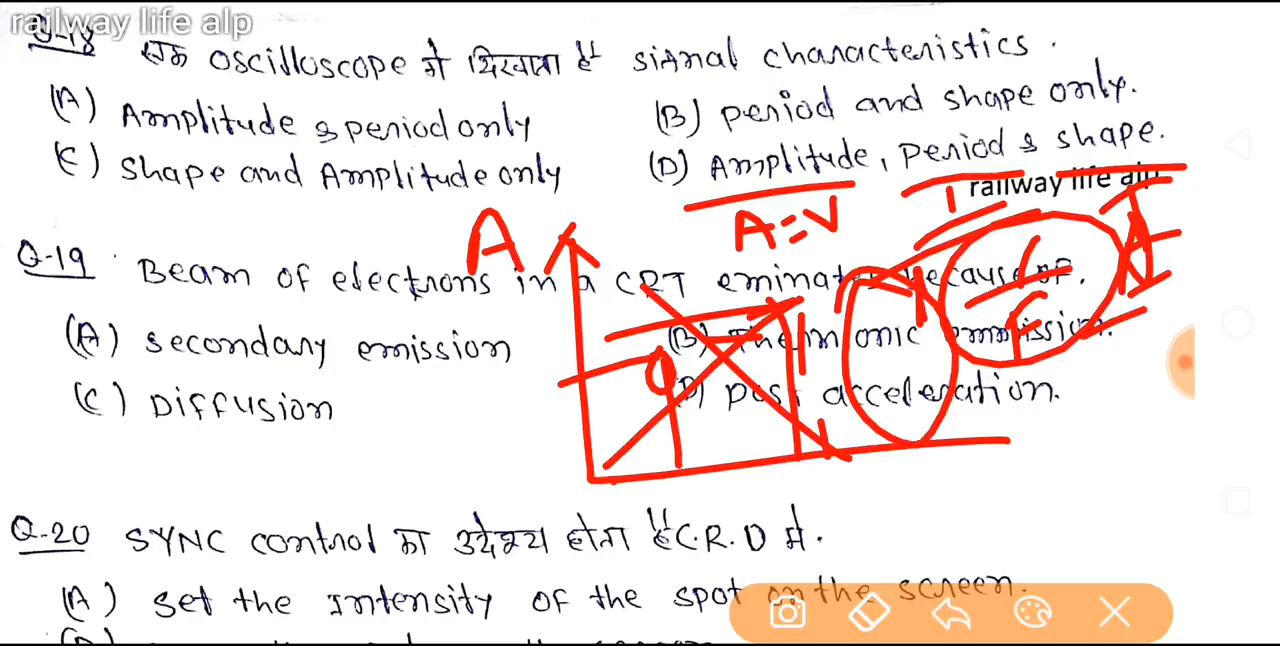 railway life alp
Q-18 एक oscilloscope में दिखाता है signal characteristics.
(A) Amplitude & period only (B) period and shape only.
(C) shape and Amplitude only (D) Amplitude, period & shape.
railway life alp
A = V
A
Q-19 Beam of electrons in a CRT eminates because of.
(A) secondary emission (B) Thermionic emmission.
(C) Diffusion (D) post acceleration.
Q-20 SYNC control का उद्देश्य होता है C.R.O में.
(A) set the Intensity of the spot on the screen.